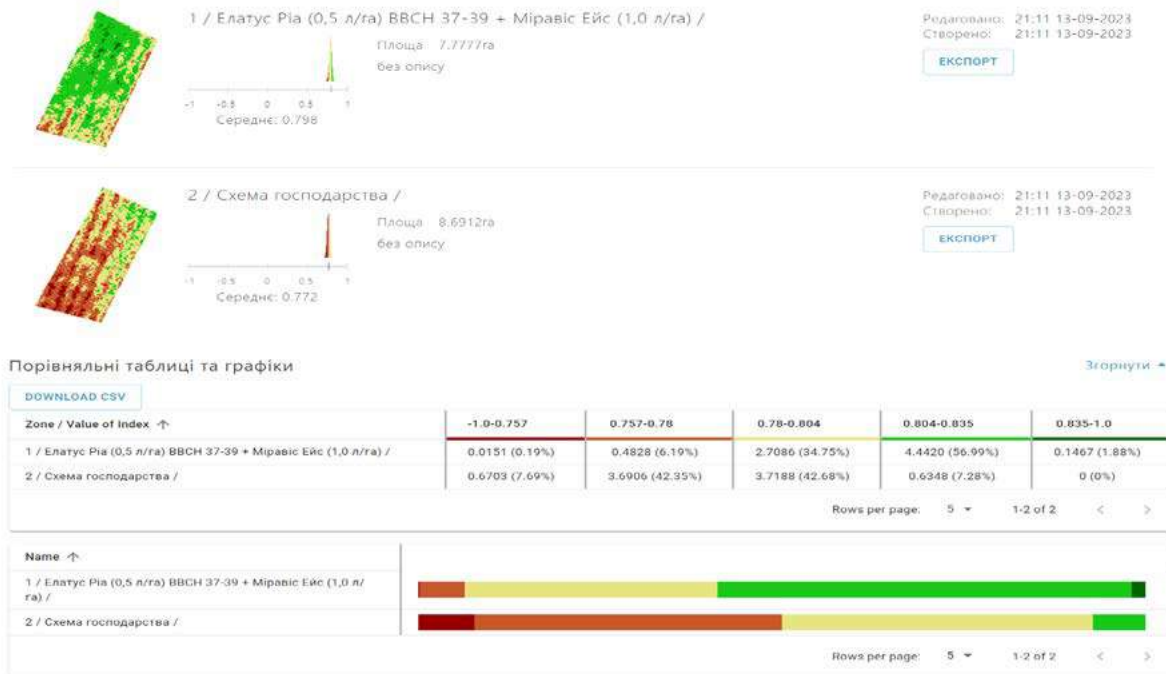 1 / Елатус Ріа (0,5 л/га) ВВСН 37-39 + Міравіс Ейс (1,0 л/га) /
Редаговано: 21:11 13-09-2023
Створено: 21:11 13-09-2023
Площа 7.7777га
без опису
ЕКСПОРТ
-1 -0.5 0 0.5 1
Середнє: 0.798
2 / Схема господарства /
Редаговано: 21:11 13-09-2023
Створено: 21:11 13-09-2023
Площа 8.6912га
без опису
ЕКСПОРТ
-1 -0.5 0 0.5 1
Середнє: 0.772
Порівняльні таблиці та графіки
Згорнути
DOWNLOAD CSV
Zone / Value of Index ↑ -1.0-0.757 0.757-0.78 0.78-0.804 0.804-0.835 0.835-1.0
1 / Елатус Ріа (0,5 л/га) ВВСН 37-39 + Міравіс Ейс (1,0 л/га) / 0.0151 (0.19%) 0.4828 (6.19%) 2.7086 (34.75%) 4.4420 (56.99%) 0.1467 (1.88%)
2 / Схема господарства / 0.6703 (7.69%) 3.6906 (42.35%) 3.7188 (42.68%) 0.6348 (7.28%) 0 (0%)
Rows per page: 5 1-2 of 2 < >
Name ↑
1 / Елатус Ріа (0,5 л/га) ВВСН 37-39 + Міравіс Ейс (1,0 л/
га) /
2 / Схема господарства /
Rows per page: 5 1-2 of 2 < >